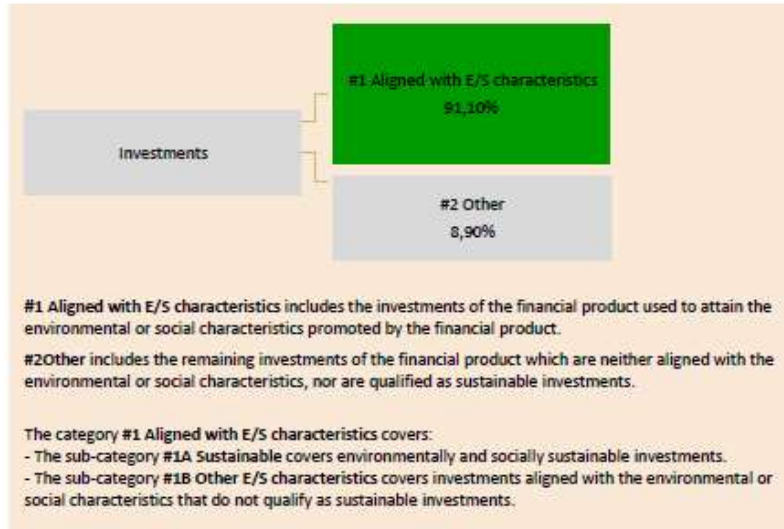 #1 Aligned with E/S characteristics
91,10%
Investments
#2 Other
8,90%
#1 Aligned with E/S characteristics includes the investments of the financial product used to attain the
environmental or social characteristics promoted by the financial product.
#2Other includes the remaining investments of the financial product which are neither aligned with the
environmental or social characteristics, nor are qualified as sustainable investments.
The category #1 Aligned with E/S characteristics covers:
- The sub-category #1A Sustainable covers environmentally and socially sustainable investments.
- The sub-category #1B Other E/S characteristics covers investments aligned with the environmental or
social characteristics that do not qualify as sustainable investments.